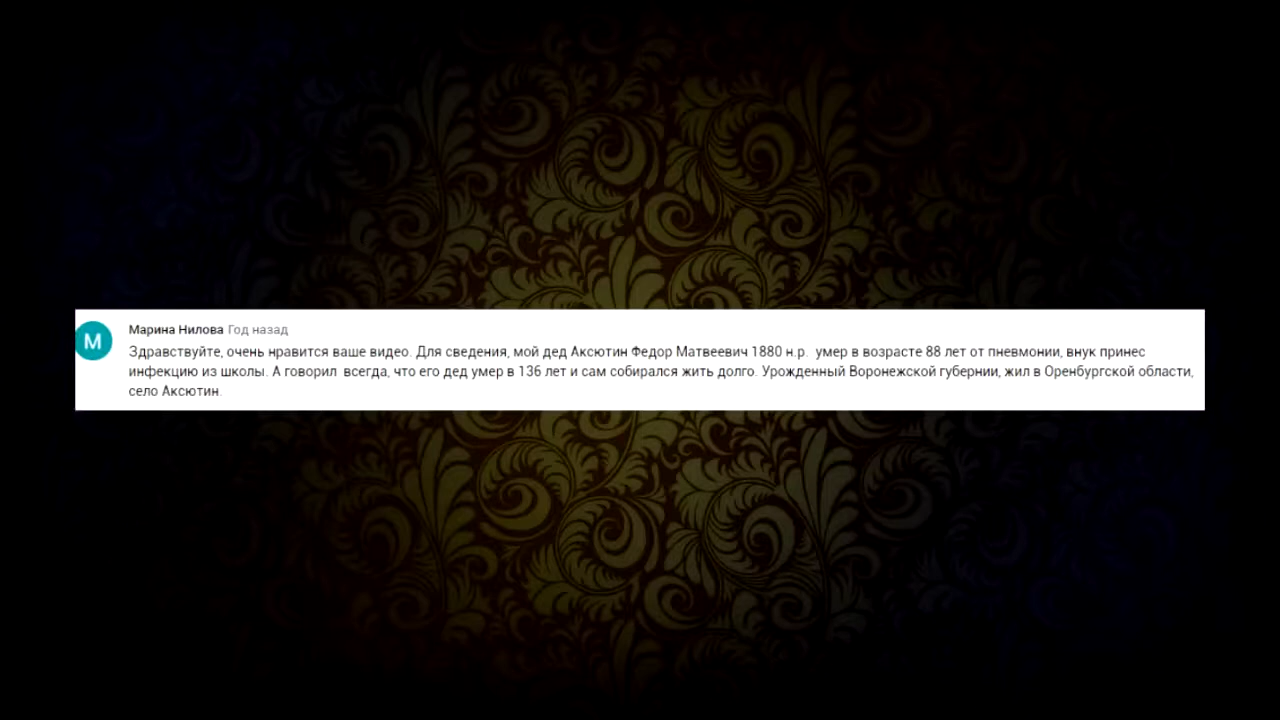 М
Марина Нилова Год назад
Здравствуйте, очень нравится ваше видео. Для сведения, мой дед Аксютин Федор Матвеевич 1880 н.р. умер в возрасте 88 лет от пневмонии, внук принес
инфекцию из школы. А говорил всегда, что его дед умер в 136 лет и сам собирался жить долго. Урожденный Воронежской губернии, жил в Оренбургской области,
село Аксютин.